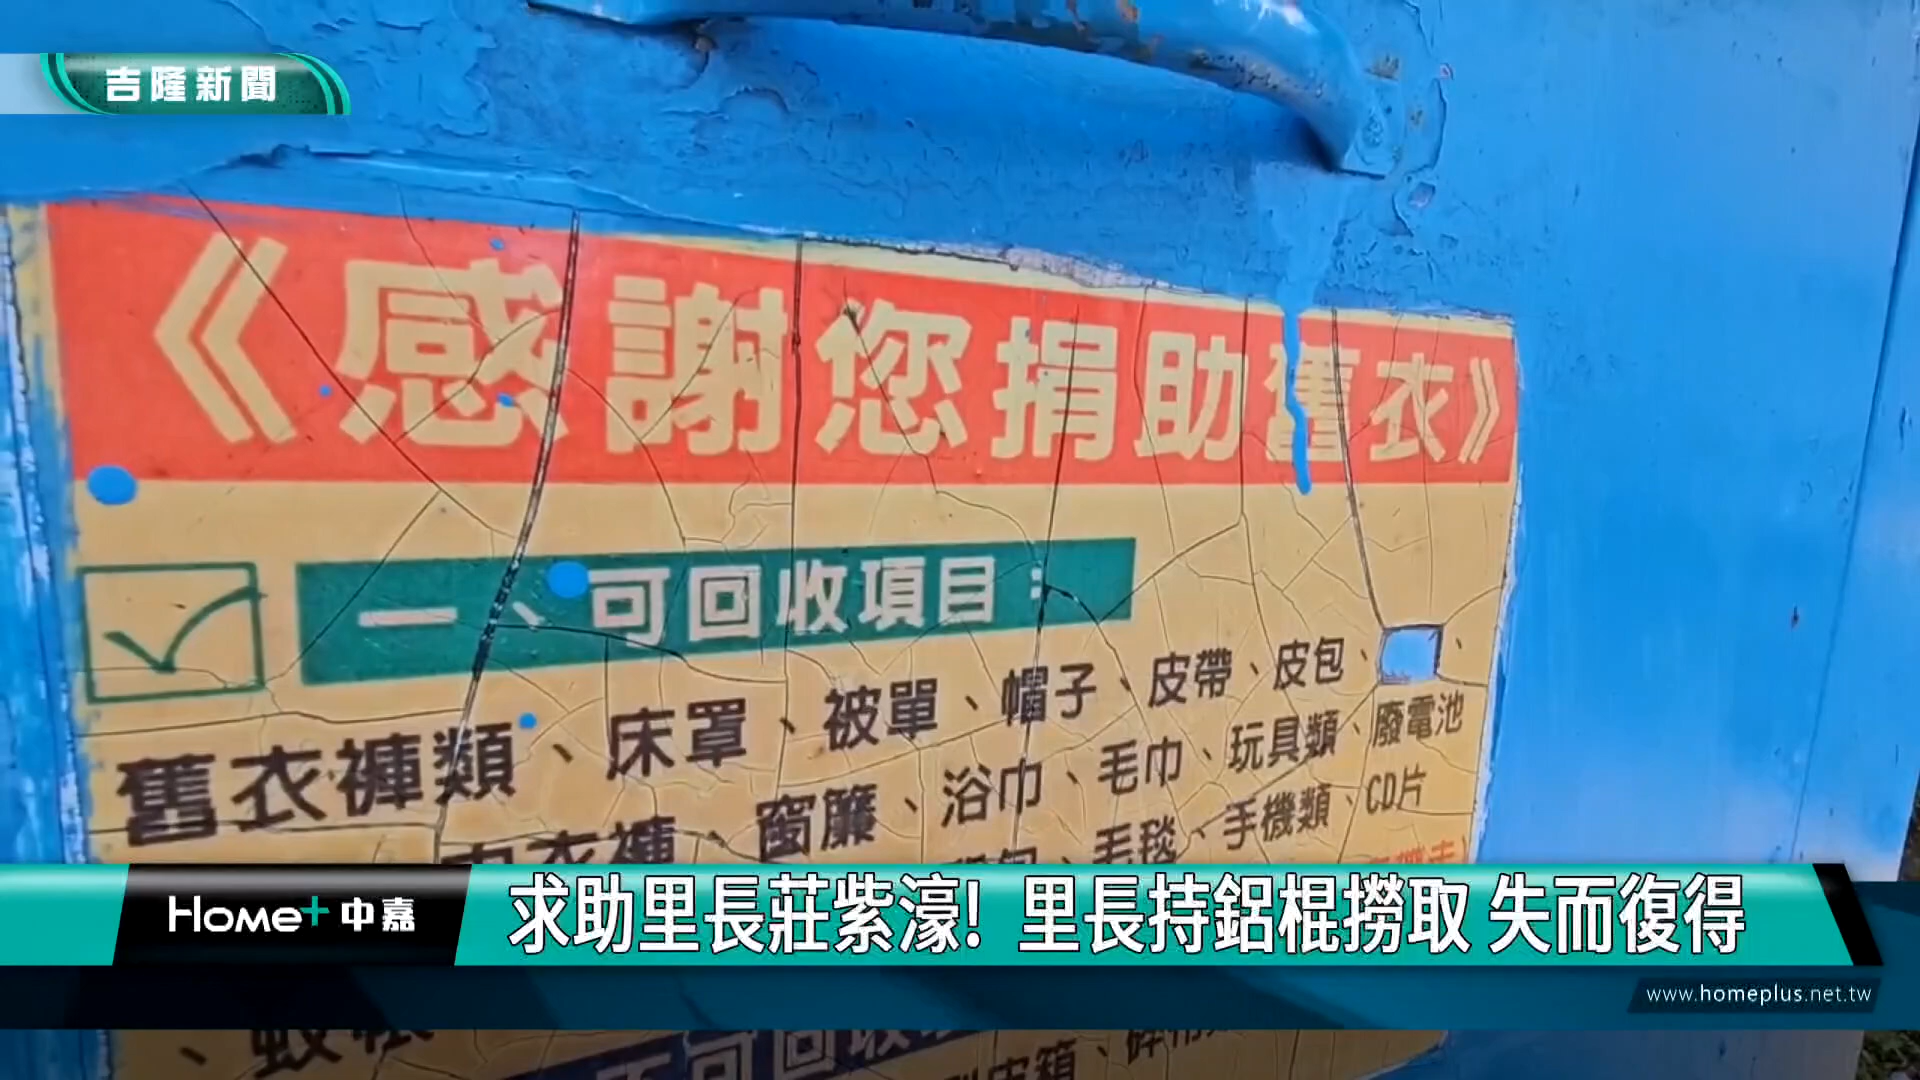 吉隆新聞
《感謝您捐助舊衣》
一、可回收項目：
舊衣褲類、床罩、被單、帽子、皮帶、皮包、
窗簾、浴巾、毛巾、玩具類、廢電池
毛毯、手機類、CD片
Home+中嘉
求助里長莊紫濠! 里長持鋁棍撈取 失而復得
www.homeplus.net.tw